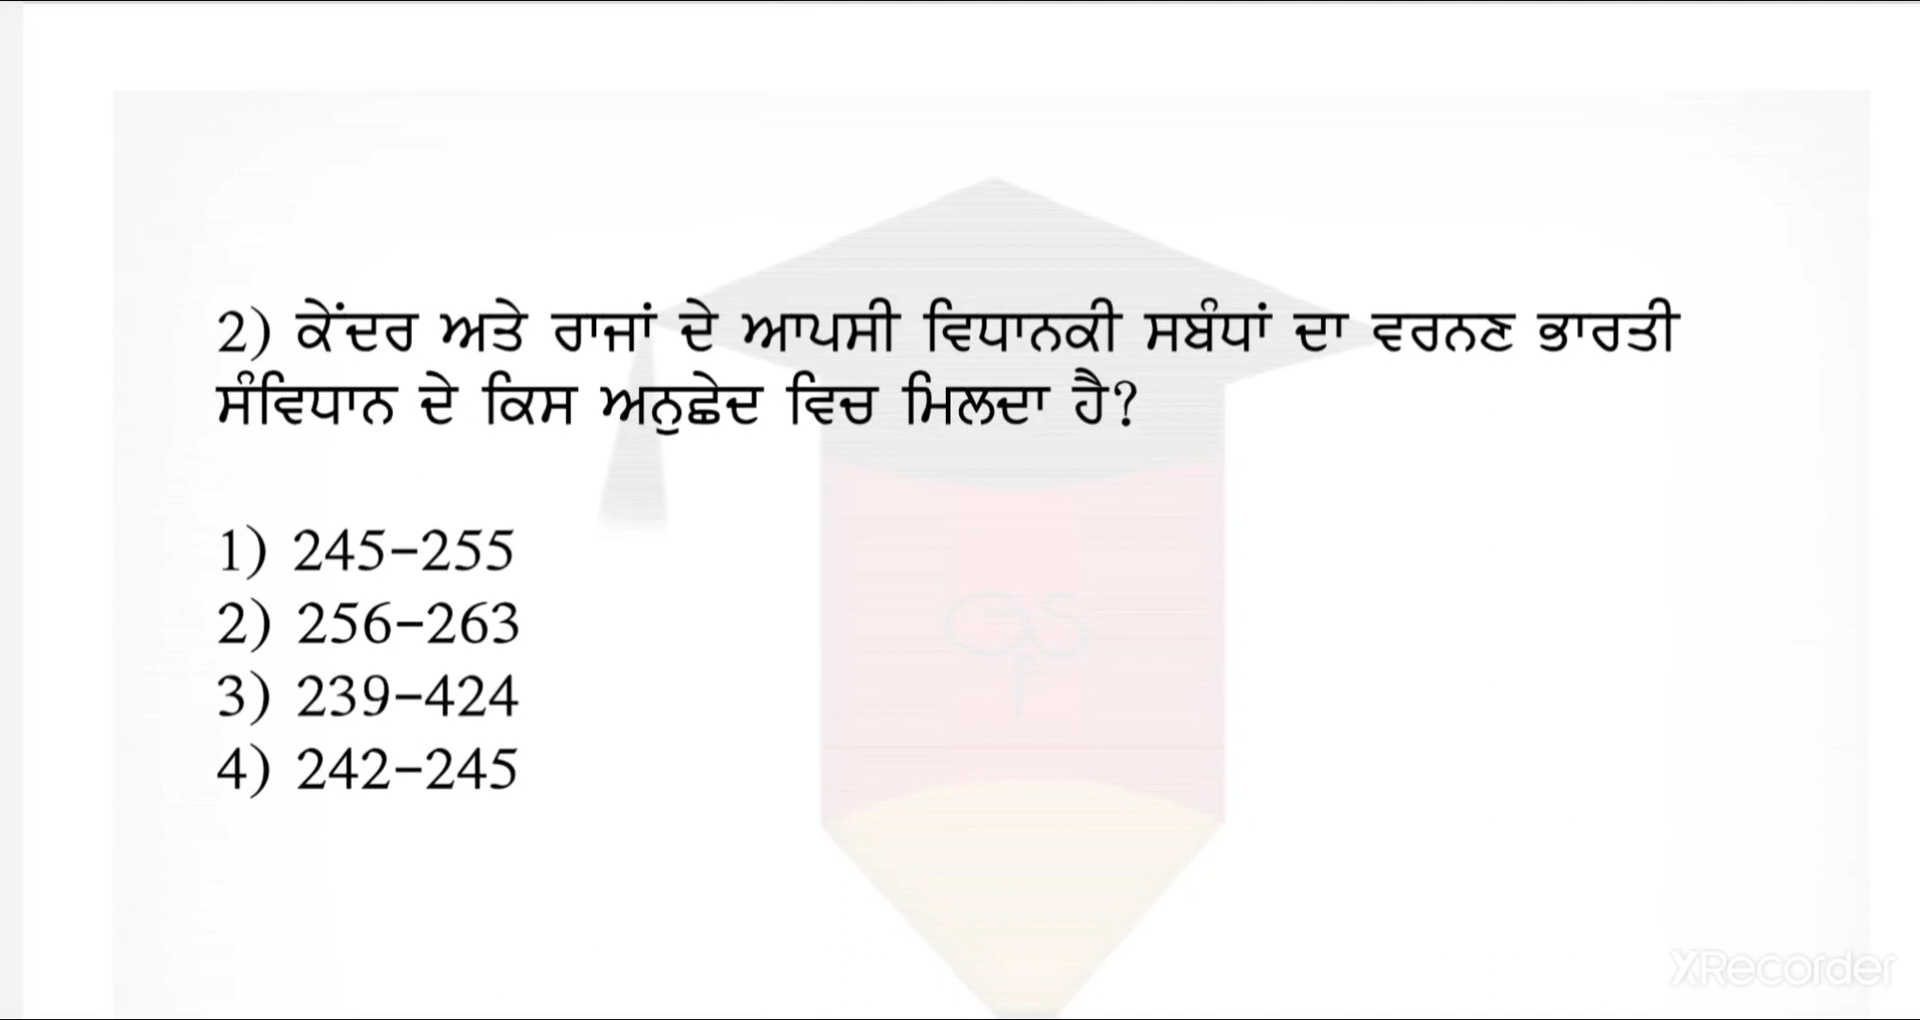 2) ਕੇਂਦਰ ਅਤੇ ਰਾਜਾਂ ਦੇ ਆਪਸੀ ਵਿਧਾਨਕੀ ਸਬੰਧਾਂ ਦਾ ਵਰਨਣ ਭਾਰਤੀ
ਸੰਵਿਧਾਨ ਦੇ ਕਿਸ ਅਨੁਛੇਦ ਵਿਚ ਮਿਲਦਾ ਹੈ?
1) 245-255
2) 256-263
3) 239-424
4) 242-245
XRecorder